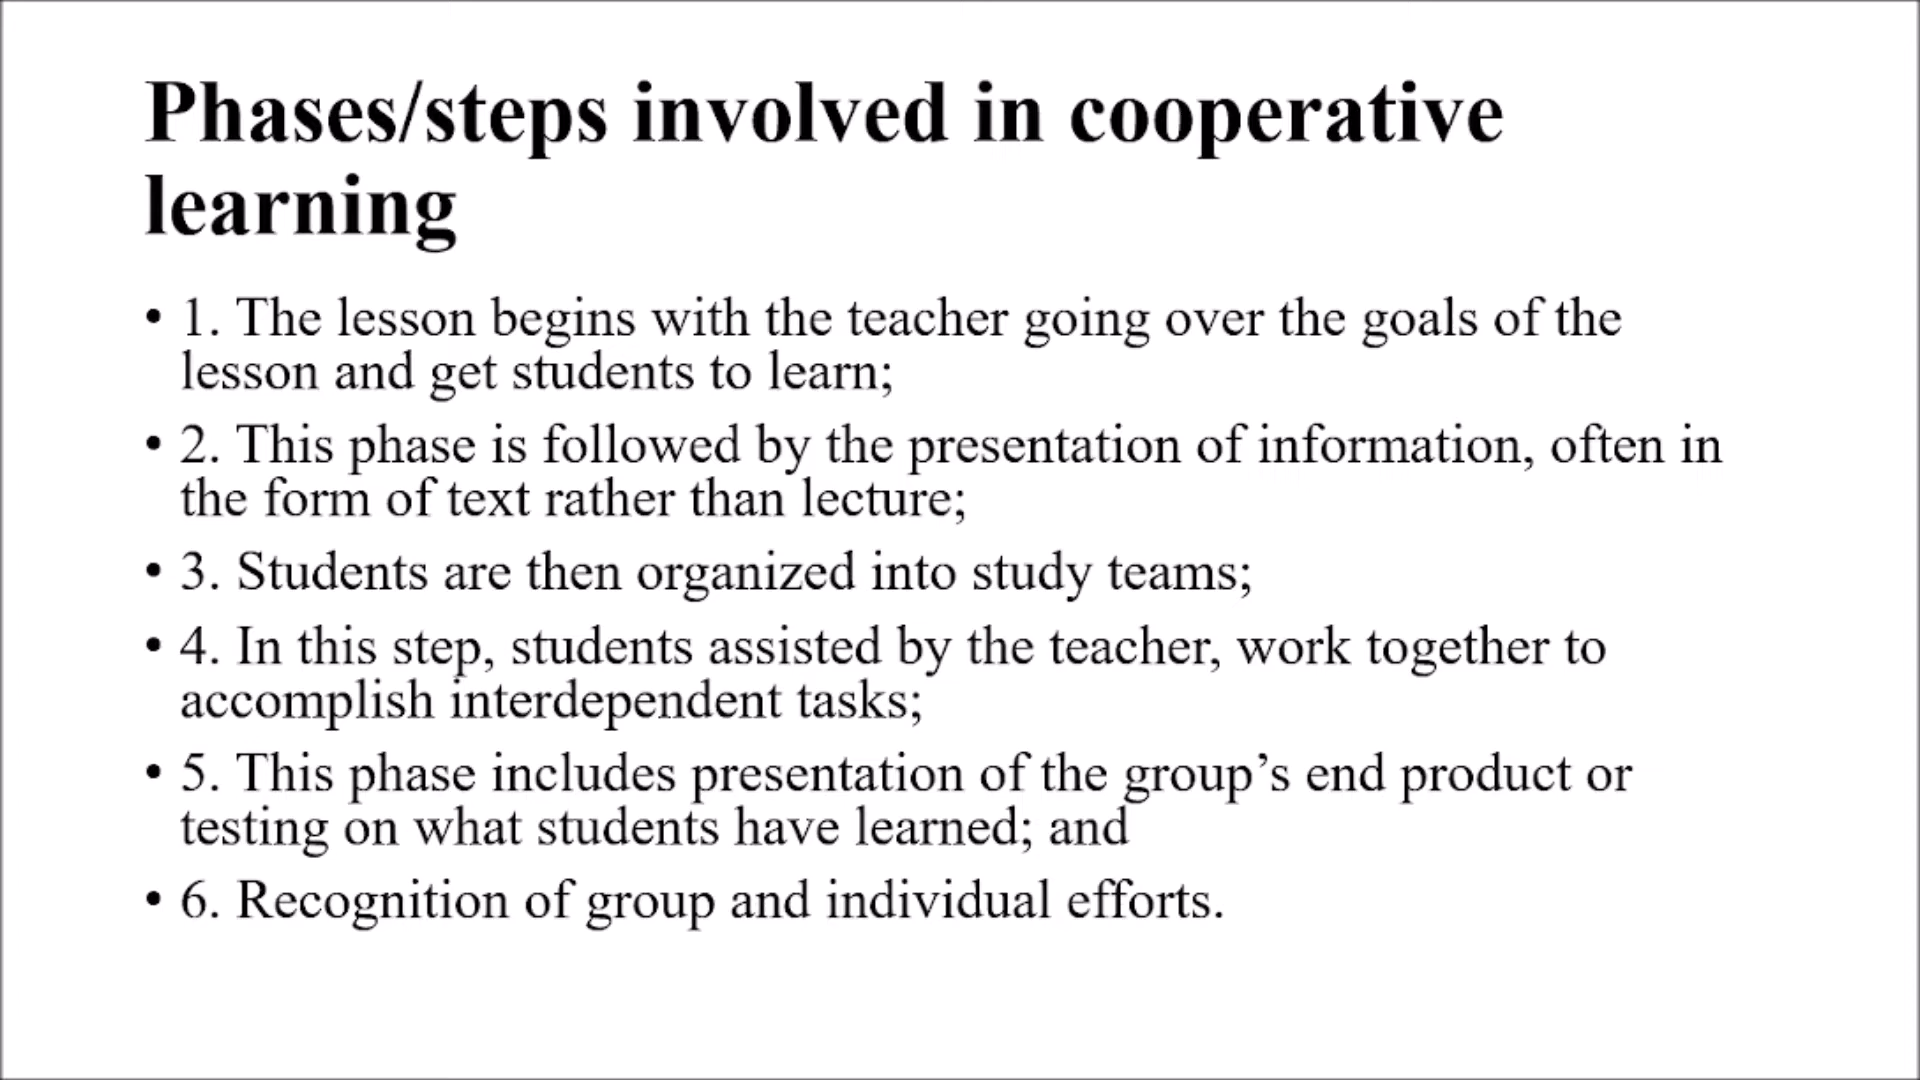 Phases/steps involved in cooperative
learning
• 1. The lesson begins with the teacher going over the goals of the
lesson and get students to learn;
• 2. This phase is followed by the presentation of information, often in
the form of text rather than lecture;
• 3. Students are then organized into study teams;
• 4. In this step, students assisted by the teacher, work together to
accomplish interdependent tasks;
• 5. This phase includes presentation of the group’s end product or
testing on what students have learned; and
• 6. Recognition of group and individual efforts.